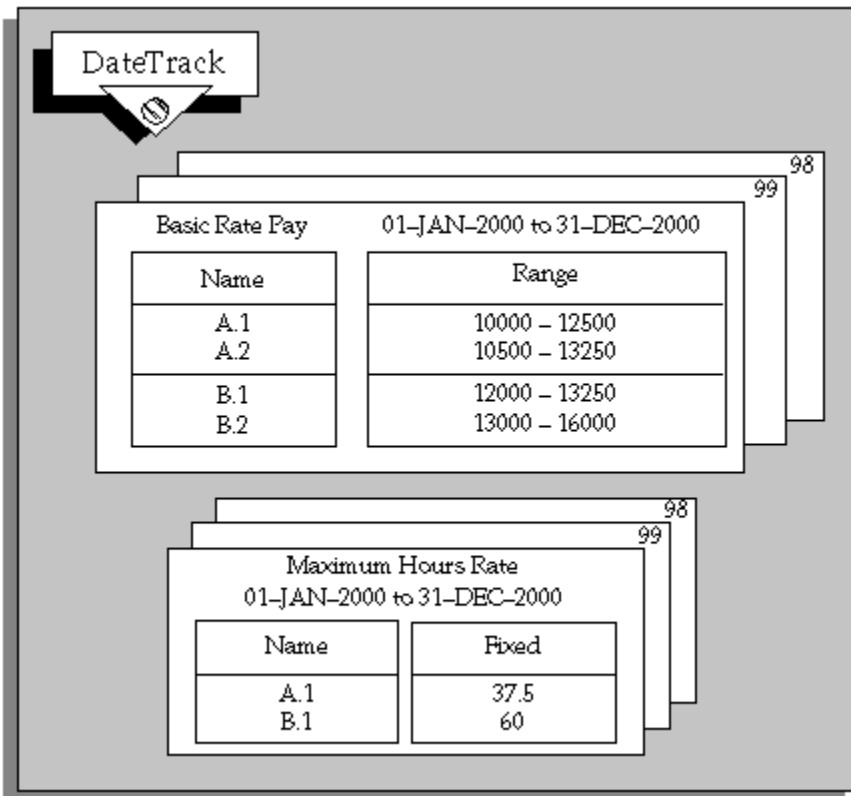 DateTrack
98
99
Basic Rate Pay 01–JAN–2000 to 31–DEC–2000
Name Range
A.1 10000 – 12500
A.2 10500 – 13250
B.1 12000 – 13250
B.2 13000 – 16000
98
99
Maximum Hours Rate
01–JAN–2000 to 31–DEC–2000
Name Fixed
A.1 37.5
B.1 60